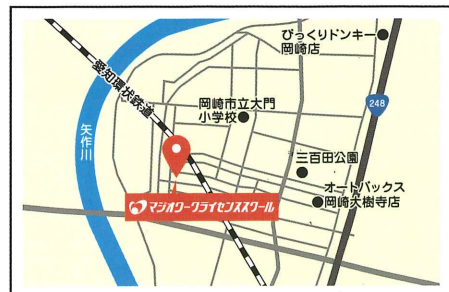 びっくりドンキー
岡崎店
愛知環状鉄道
248
岡崎市立大門
小学校
矢作川
三百田公園
オートバックス
岡崎大樹寺店
マジオワークライセンススクール